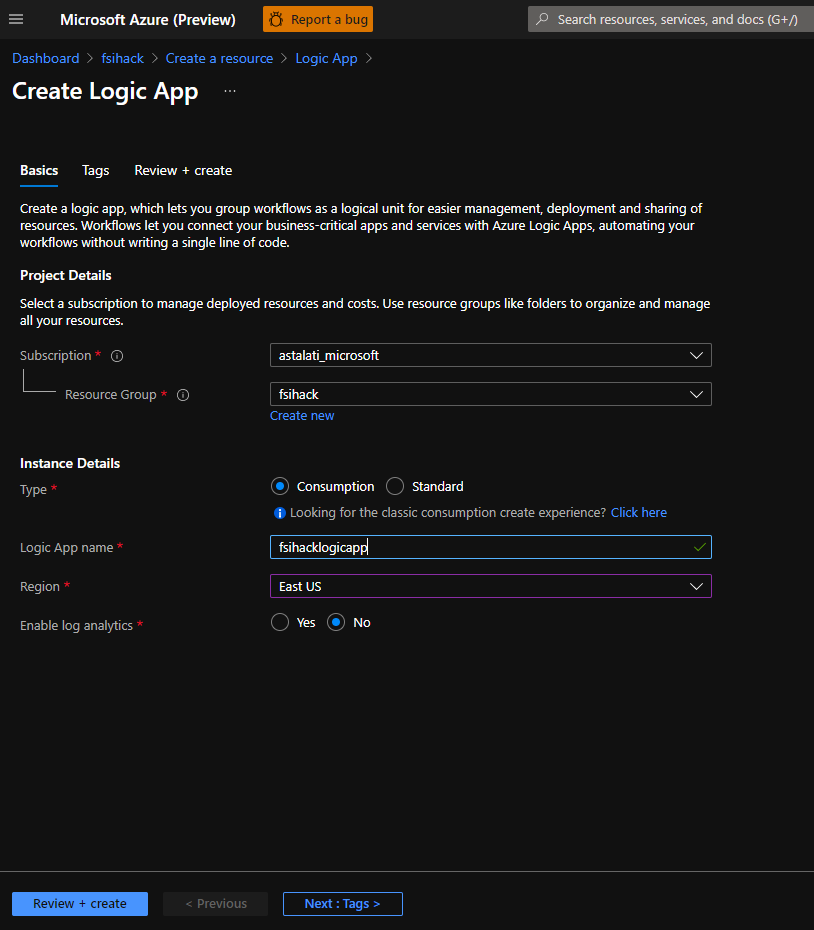 Microsoft Azure (Preview)
Report a bug
Search resources, services, and docs (G+/)
Dashboard > fsihack > Create a resource > Logic App >
Create Logic App ...
Basics Tags Review + create
Create a logic app, which lets you group workflows as a logical unit for easier management, deployment and sharing of
resources. Workflows let you connect your business-critical apps and services with Azure Logic Apps, automating your
workflows without writing a single line of code.
Project Details
Select a subscription to manage deployed resources and costs. Use resource groups like folders to organize and manage
all your resources.
Subscription *
astalati_microsoft
Resource Group *
fsihack
Create new
Instance Details
Type *
Consumption Standard
Looking for the classic consumption create experience? Click here
Logic App name *
fsihacklogicapp
Region *
East US
Enable log analytics *
Yes No
Review + create
< Previous
Next : Tags >